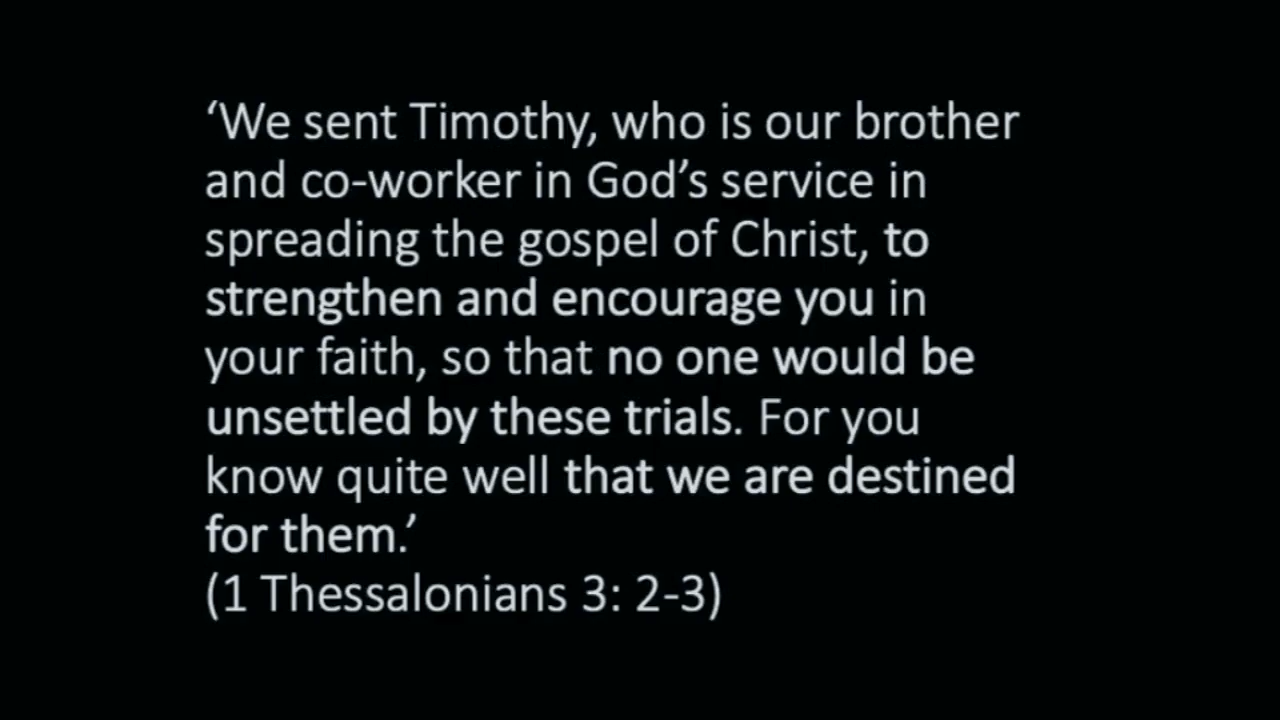 ‘We sent Timothy, who is our brother
and co-worker in God’s service in
spreading the gospel of Christ, to
strengthen and encourage you in
your faith, so that no one would be
unsettled by these trials. For you
know quite well that we are destined
for them.’
(1 Thessalonians 3: 2-3)